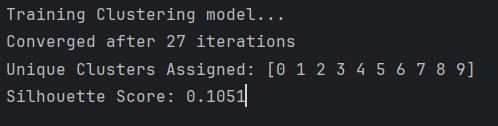 Training Clustering model...
Converged after 27 iterations
Unique Clusters Assigned: [0 1 2 3 4 5 6 7 8 9]
Silhouette Score: 0.1051